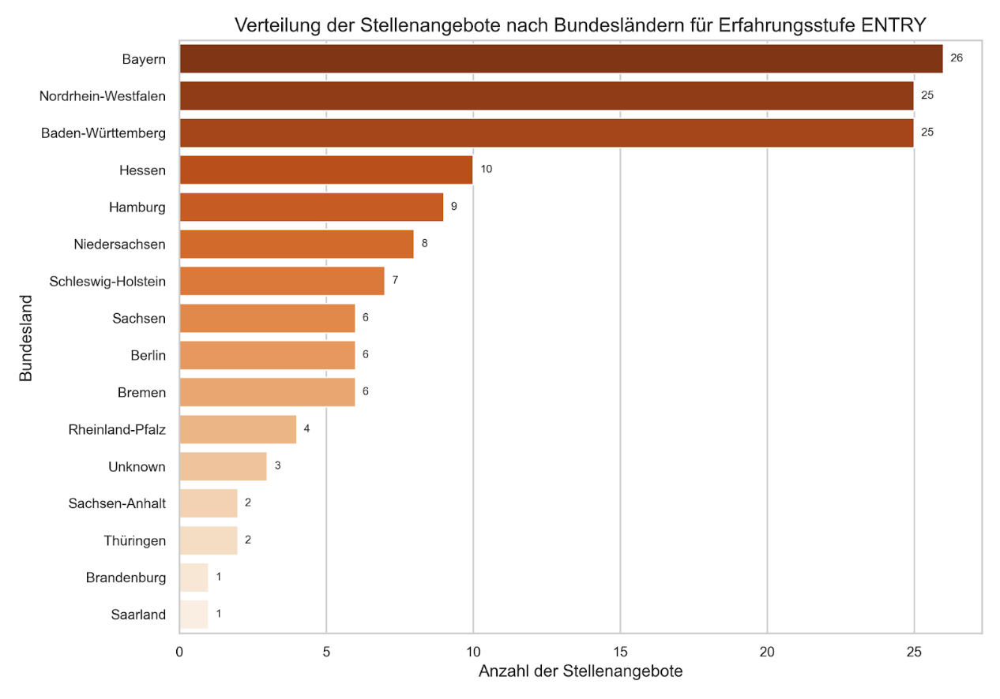 Verteilung der Stellenangebote nach Bundesländern für Erfahrungsstufe ENTRY
Bundesland
Bayern 26
Nordrhein-Westfalen 25
Baden-Württemberg 25
Hessen 10
Hamburg 9
Niedersachsen 8
Schleswig-Holstein 7
Sachsen 6
Berlin 6
Bremen 6
Rheinland-Pfalz 4
Unknown 3
Sachsen-Anhalt 2
Thüringen 2
Brandenburg 1
Saarland 1
0 5 10 15 20 25
Anzahl der Stellenangebote